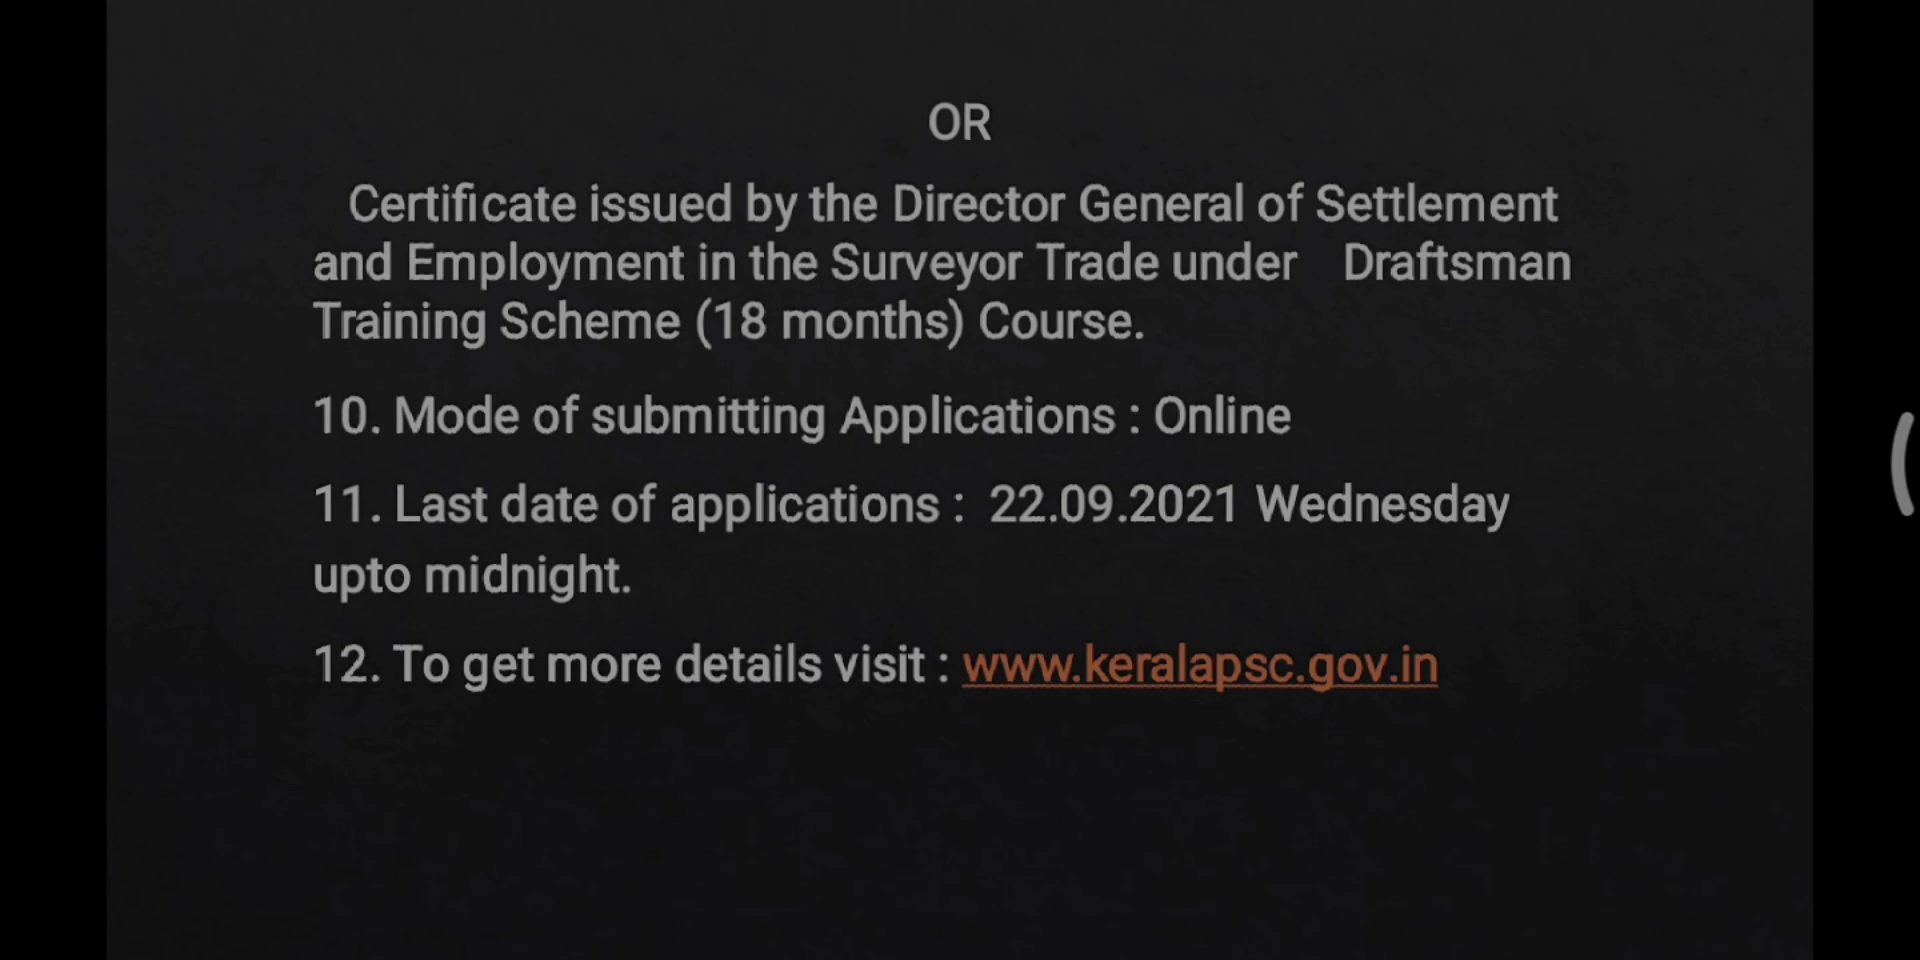 OR
Certificate issued by the Director General of Settlement
and Employment in the Surveyor Trade under Draftsman
Training Scheme (18 months) Course.
10. Mode of submitting Applications : Online
11. Last date of applications : 22.09.2021 Wednesday
upto midnight.
12. To get more details visit : www.keralapsc.gov.in